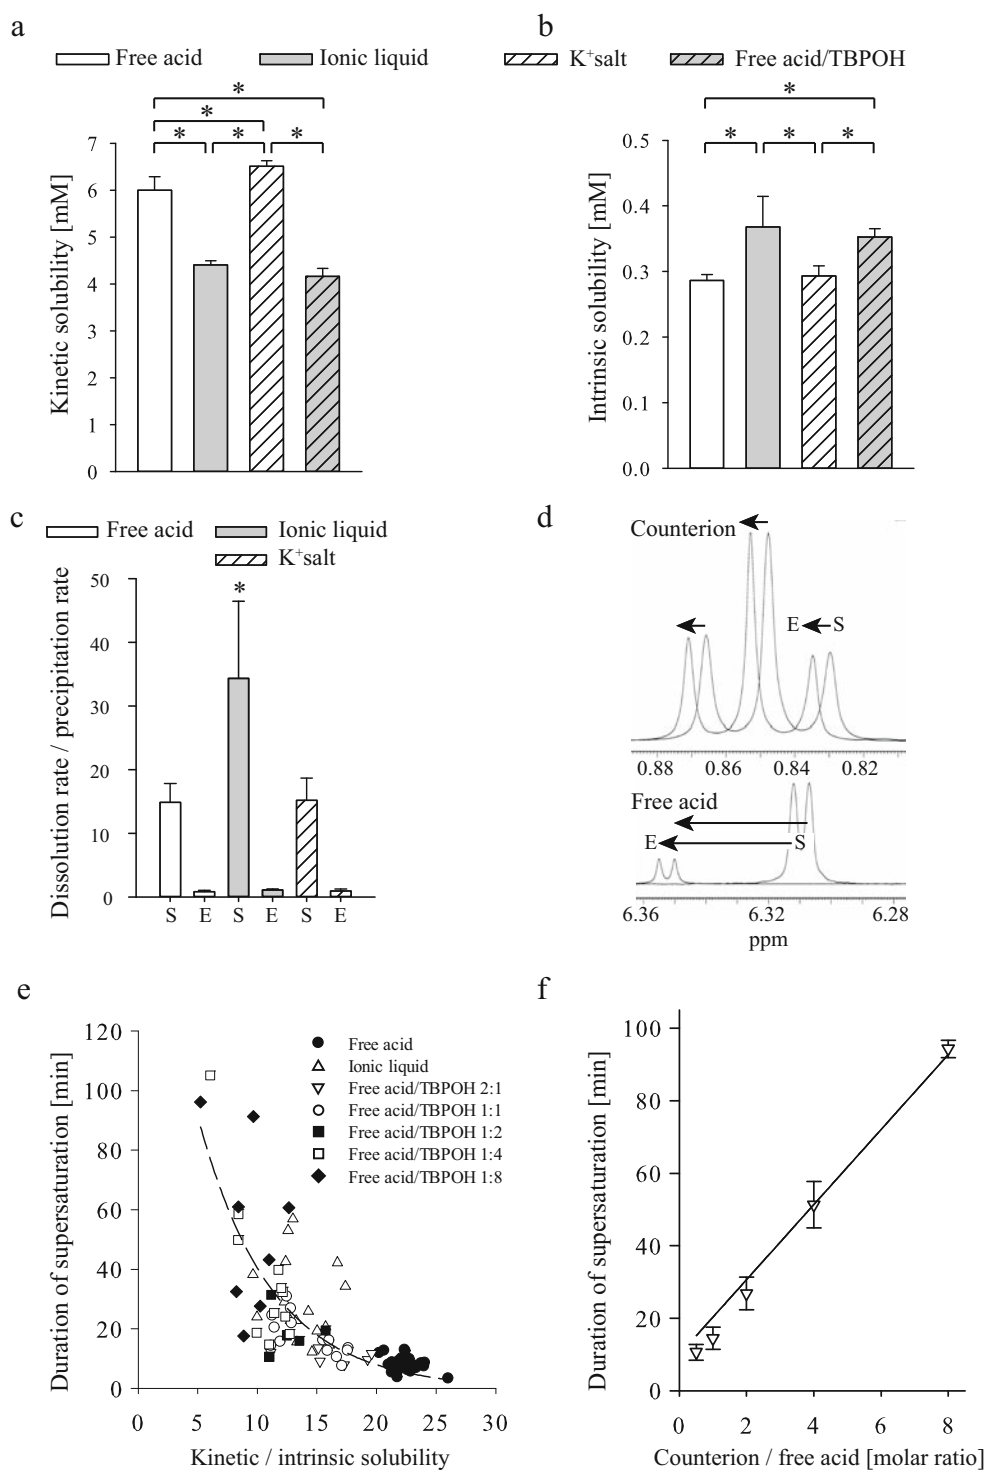 a
b
Free acid
Ionic liquid
K+salt
Free acid/TBPOH
*
*
*
*
*
Kinetic solubility [mM]
7
6
5
4
3
2
1
0
*
*
*
*
Intrinsic solubility [mM]
0.5
0.4
0.3
0.2
0.1
0.0
c
Free acid
Ionic liquid
K+salt
Dissolution rate / precipitation rate
50
40
30
20
10
0
*
S E S E S E
d
Counterion
E S
0.88 0.86 0.84 0.82
Free acid
E S
6.36 6.32 6.28
ppm
e
Duration of supersaturation [min]
120
100
80
60
40
20
0
Free acid
Ionic liquid
Free acid/TBPOH 2:1
Free acid/TBPOH 1:1
Free acid/TBPOH 1:2
Free acid/TBPOH 1:4
Free acid/TBPOH 1:8
0 5 10 15 20 25 30
Kinetic / intrinsic solubility
f
Duration of supersaturation [min]
100
80
60
40
20
0
0 2 4 6 8
Counterion / free acid [molar ratio]